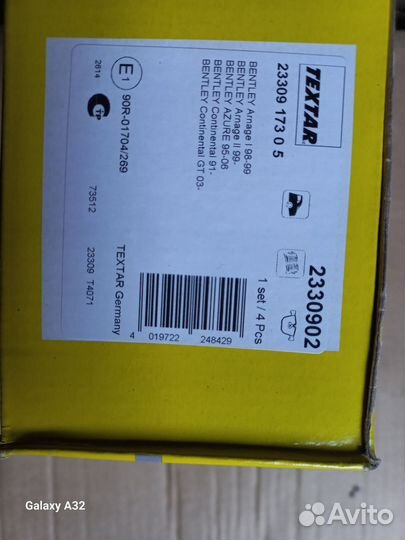 TEXTAR
23309 173 0 5
2330902
BENTLEY Arnage I 98-99
BENTLEY Arnage II 99-
BENTLEY AZURE 95-06
BENTLEY Continental 91-
BENTLEY Continental GT 03-
1 set / 4 Pcs
E1
90R-01704/269
TEXTAR Germany
4 019722 248429
2614
TP
73512
23309 T4071
Galaxy A32
Avito